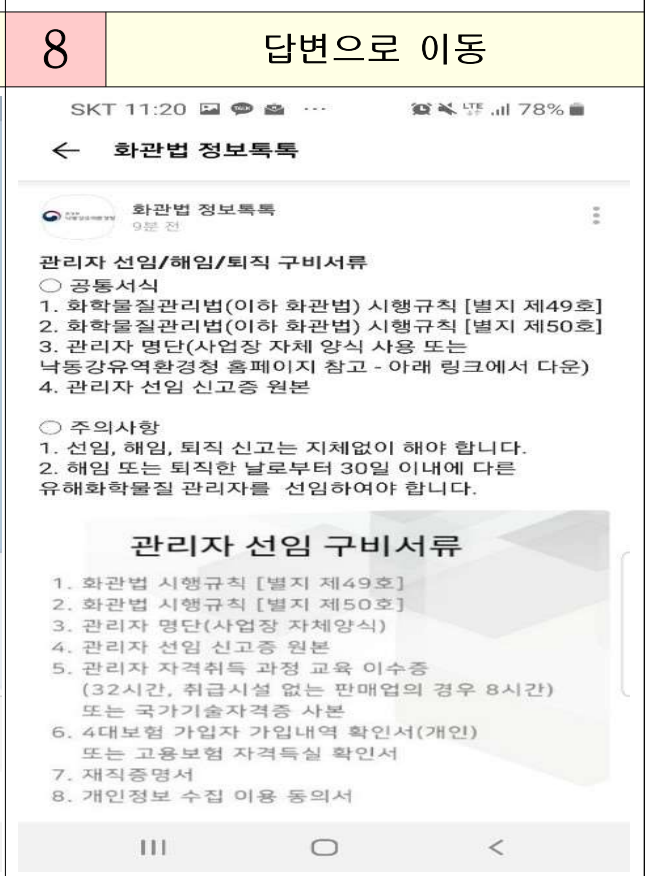 8
답변으로 이동
SKT 11:20 ... LTE 78%
← 화관법 정보톡톡
화관법 정보톡톡
9분 전
관리자 선임/해임/퇴직 구비서류
○ 공통서식
1. 화학물질관리법(이하 화관법) 시행규칙 [별지 제49호]
2. 화학물질관리법(이하 화관법) 시행규칙 [별지 제50호]
3. 관리자 명단(사업장 자체 양식 사용 또는
낙동강유역환경청 홈페이지 참고 - 아래 링크에서 다운)
4. 관리자 선임 신고증 원본
○ 주의사항
1. 선임, 해임, 퇴직 신고는 지체없이 해야 합니다.
2. 해임 또는 퇴직한 날로부터 30일 이내에 다른
유해화학물질 관리자를 선임하여야 합니다.
관리자 선임 구비서류
1. 화관법 시행규칙 [별지 제49호]
2. 화관법 시행규칙 [별지 제50호]
3. 관리자 명단(사업장 자체양식)
4. 관리자 선임 신고증 원본
5. 관리자 자격취득 과정 교육 이수증
(32시간, 취급시설 없는 판매업의 경우 8시간)
또는 국가기술자격증 사본
6. 4대보험 가입자 가입내역 확인서(개인)
또는 고용보험 자격득실 확인서
7. 재직증명서
8. 개인정보 수집 이용 동의서